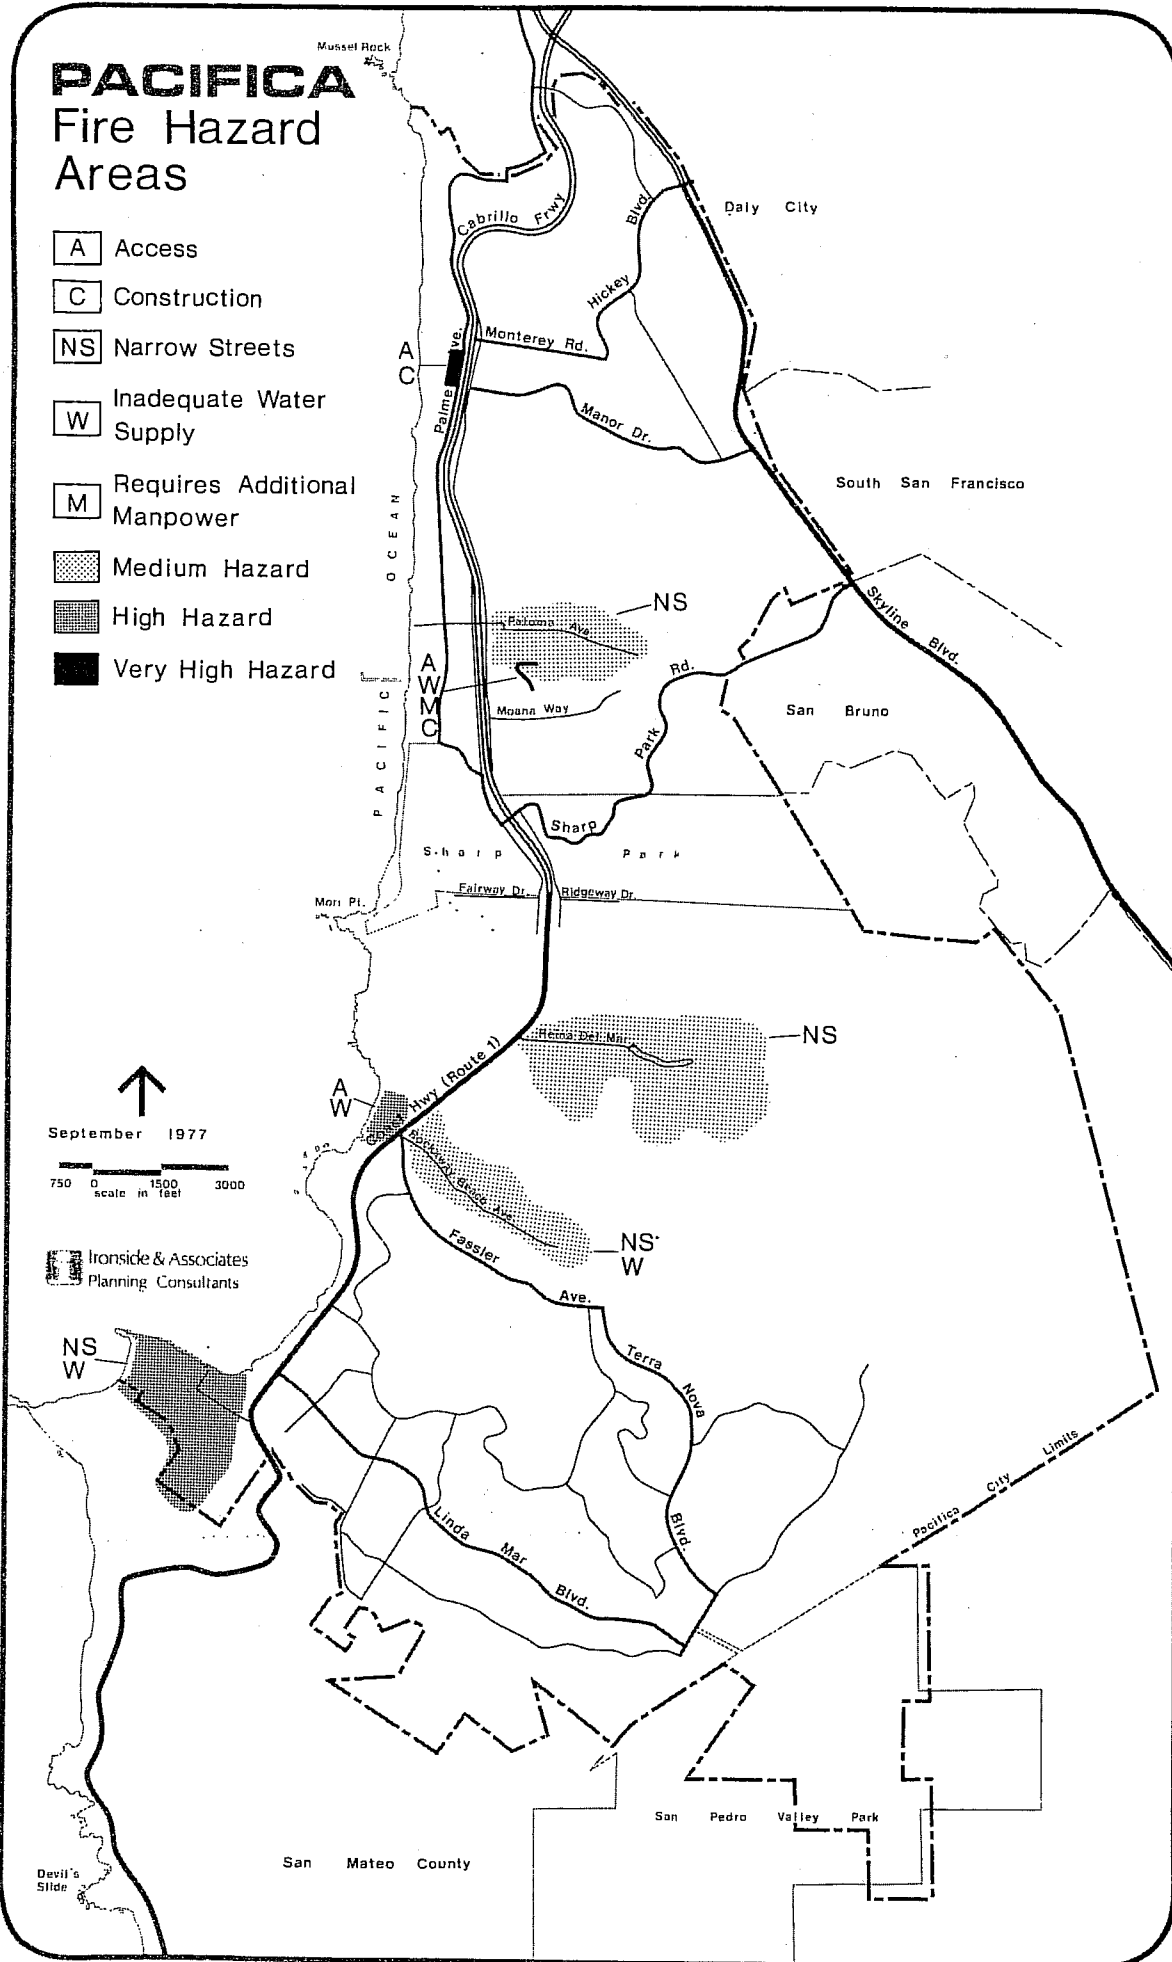 Mussel Rock
PACIFICA
Fire Hazard
Areas
A Access
C Construction
NS Narrow Streets
W Inadequate Water
Supply
M Requires Additional
Manpower
Medium Hazard
High Hazard
Very High Hazard
Cabrillo Frwy
Hickey Blvd.
Daly City
Monterey Rd.
A
C
Manor Dr.
South San Francisco
PACIFIC OCEAN
NS
Paloma Ave
Skyline Blvd.
A
W
M
C
Moana Way
San Bruno
Sharp Park Rd.
Sharp Park
Fairway Dr.
Ridgeway Dr.
Mori Pt.
Reina Del Mar
NS
Hwy (Route 1)
A
W
September 1977
750 0 1500 3000
scale in feet
Rockaway Beach Ave
NS
W
Ironside & Associates
Planning Consultants
Fassler Ave.
NS
W
Terra Nova Blvd.
Linda Mar Blvd.
Pacifica City Limits
San Pedro Valley Park
San Mateo County
Devil's
Slide